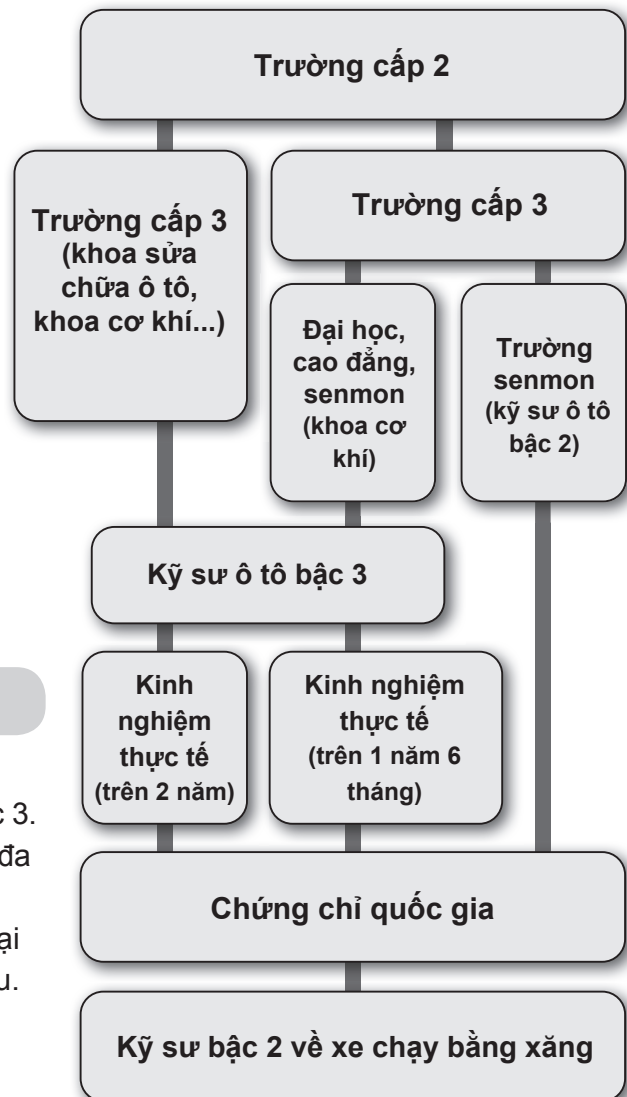 Trường cấp 2
Trường cấp 3
(khoa sửa
chữa ô tô,
khoa cơ khí...)
Trường cấp 3
Đại học,
cao đẳng,
senmon
(khoa cơ
khí)
Trường
senmon
(kỹ sư ô tô
bậc 2)
Kỹ sư ô tô bậc 3
Kinh
nghiệm
thực tế
(trên 2 năm)
Kinh nghiệm
thực tế
(trên 1 năm 6
tháng)
3.
đa
Chứng chỉ quốc gia
Kỹ sư bậc 2 về xe chạy bằng xăng